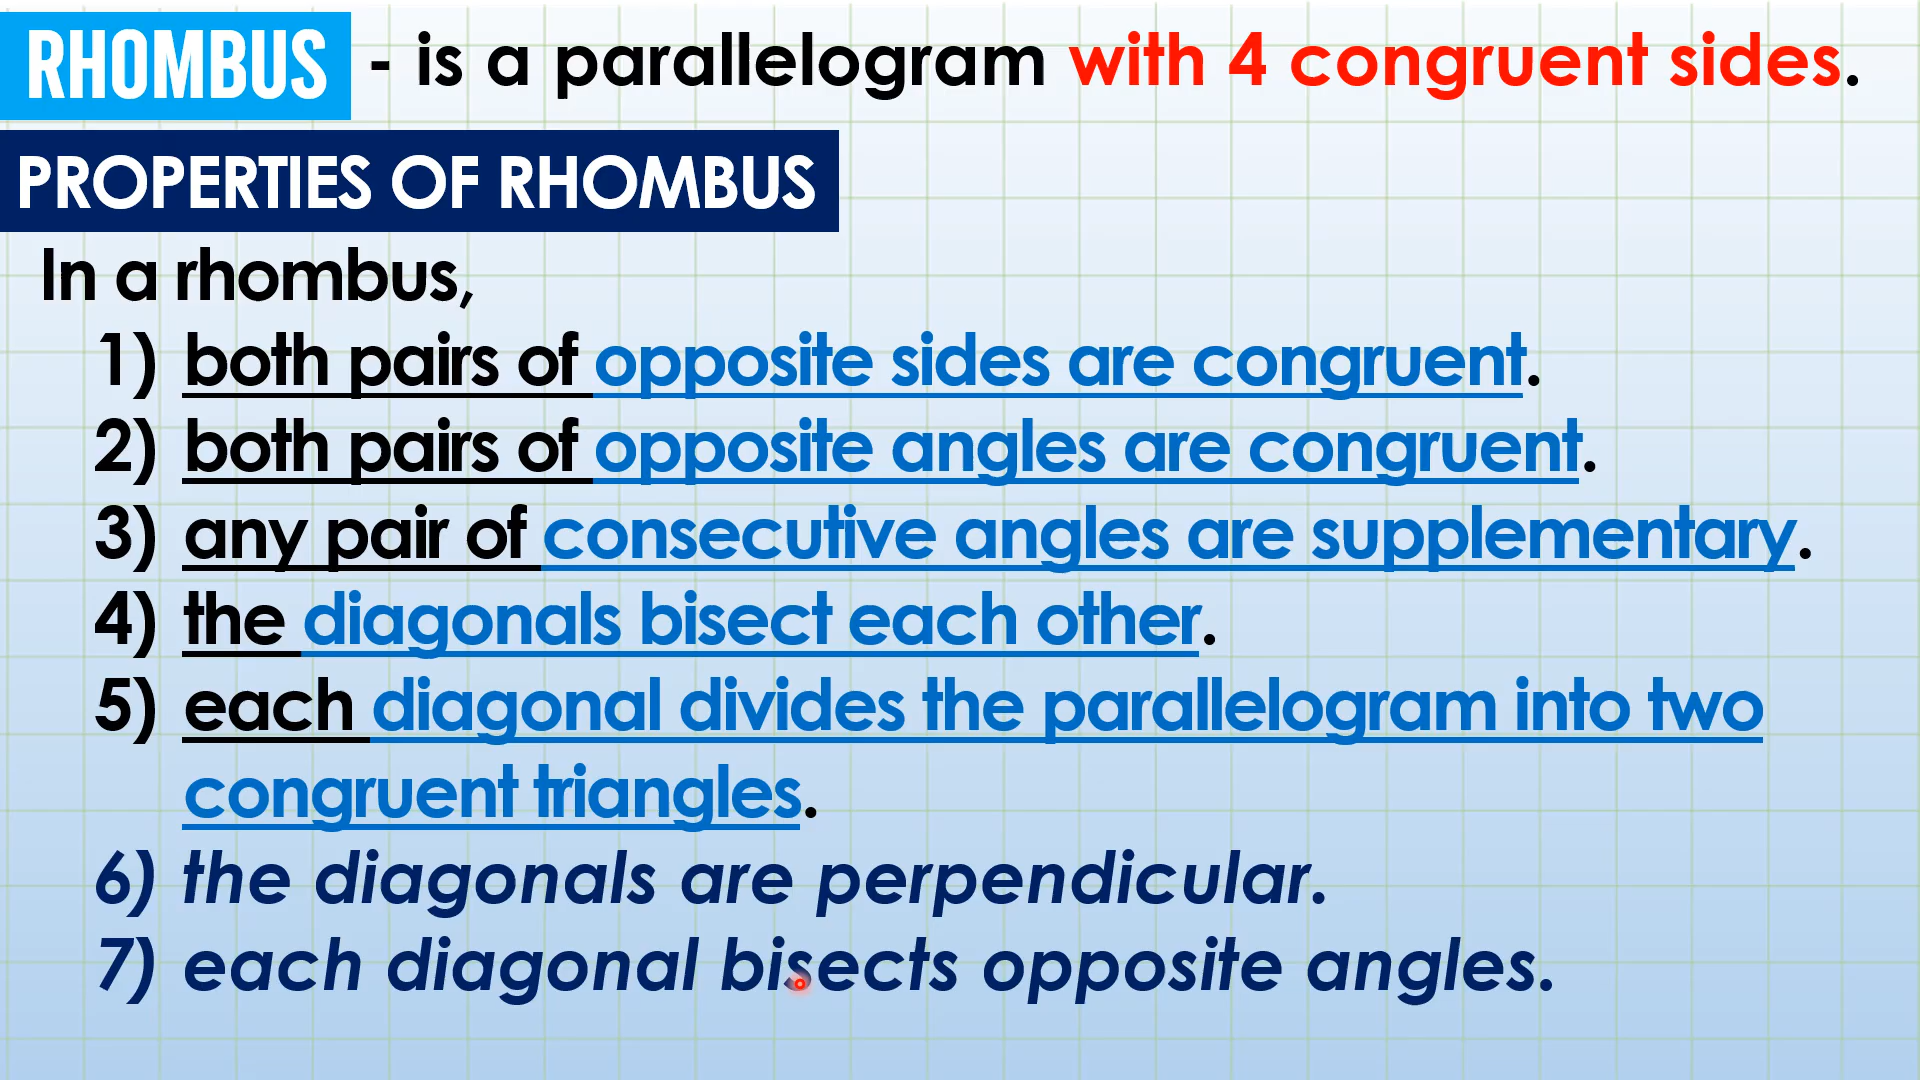 RHOMBUS - is a parallelogram with 4 congruent sides.
PROPERTIES OF RHOMBUS
In a rhombus,
1) both pairs of opposite sides are congruent.
2) both pairs of opposite angles are congruent.
3) any pair of consecutive angles are supplementary.
4) the diagonals bisect each other.
5) each diagonal divides the parallelogram into two
congruent triangles.
6) the diagonals are perpendicular.
7) each diagonal bisects opposite angles.